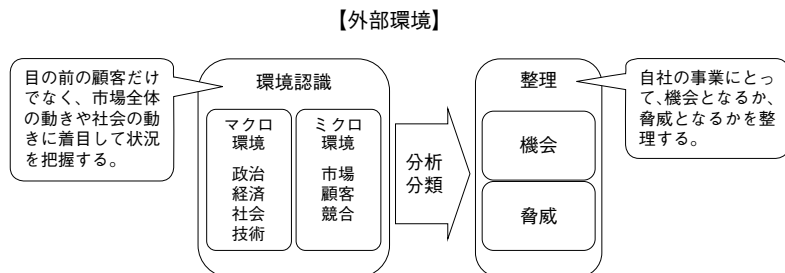 【外部環境】
目の前の顧客だけ
でなく、市場全体
の動きや社会の動
きに着目して状況
を把握する。
環境認識
マクロ
環境
政治
経済
社会
技術
ミクロ
環境
市場
顧客
競合
分析
分類
整理
機会
脅威
自社の事業にとっ
て、機会となるか、
脅威となるかを整
理する。